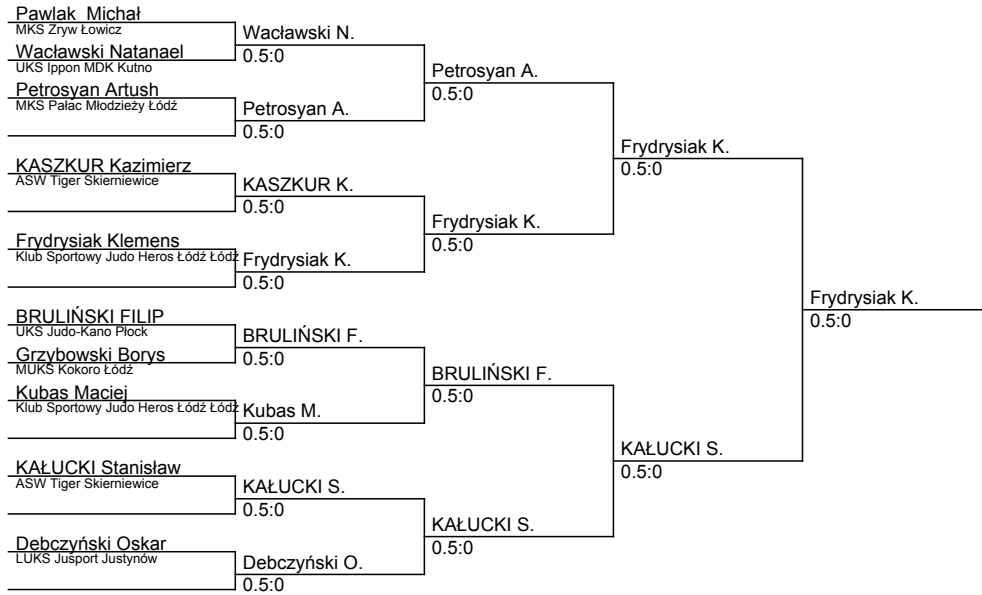 Pawlak Michał
MKS Zryw Łowicz
Wacławski Natanael
UKS Ippon MDK Kutno
Petrosyan Artush
MKS Pałac Młodzieży Łódź
KASZKUR Kazimierz
ASW Tiger Skierniewice
Frydrysiak Klemens
Klub Sportowy Judo Heros Łódź Łódź
BRULIŃSKI FILIP
UKS Judo-Kano Płock
Grzybowski Borys
MUKS Kokoro Łódź
Kubas Maciej
Klub Sportowy Judo Heros Łódź Łódź
KAŁUCKI Stanisław
ASW Tiger Skierniewice
Debczyński Oskar
LUKS Jusport Justynów
Wacławski N.
0.5:0
Petrosyan A.
0.5:0
KASZKUR K.
0.5:0
Frydrysiak K.
0.5:0
BRULIŃSKI F.
0.5:0
Kubas M.
0.5:0
KAŁUCKI S.
0.5:0
Debczyński O.
0.5:0
Petrosyan A.
0.5:0
Frydrysiak K.
0.5:0
BRULIŃSKI F.
0.5:0
KAŁUCKI S.
0.5:0
Frydrysiak K.
0.5:0
KAŁUCKI S.
0.5:0
Frydrysiak K.
0.5:0